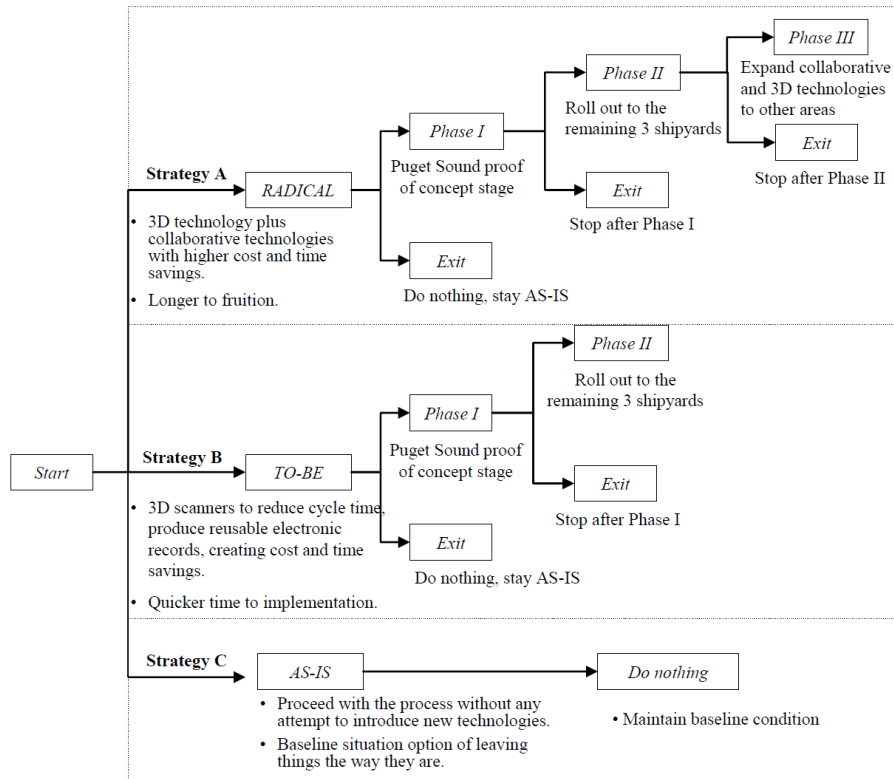 Phase III
Expand collaborative
and 3D technologies
to other areas
Phase II
Roll out to the
remaining 3 shipyards
Exit
Stop after Phase II
Phase I
Puget Sound proof
of concept stage
Exit
Stop after Phase I
Strategy A
RADICAL
• 3D technology plus
collaborative technologies
with higher cost and time
savings.
• Longer to fruition.
Exit
Do nothing, stay AS-IS
Phase II
Roll out to the
remaining 3 shipyards
Phase I
Puget Sound proof
of concept stage
Start
Strategy B
TO-BE
Exit
Stop after Phase I
• 3D scanners to reduce cycle time,
produce reusable electronic
records, creating cost and time
savings.
• Quicker time to implementation.
Exit
Do nothing, stay AS-IS
Strategy C
AS-IS
Do nothing
• Proceed with the process without any
attempt to introduce new technologies.
• Baseline situation option of leaving
things the way they are.
• Maintain baseline condition